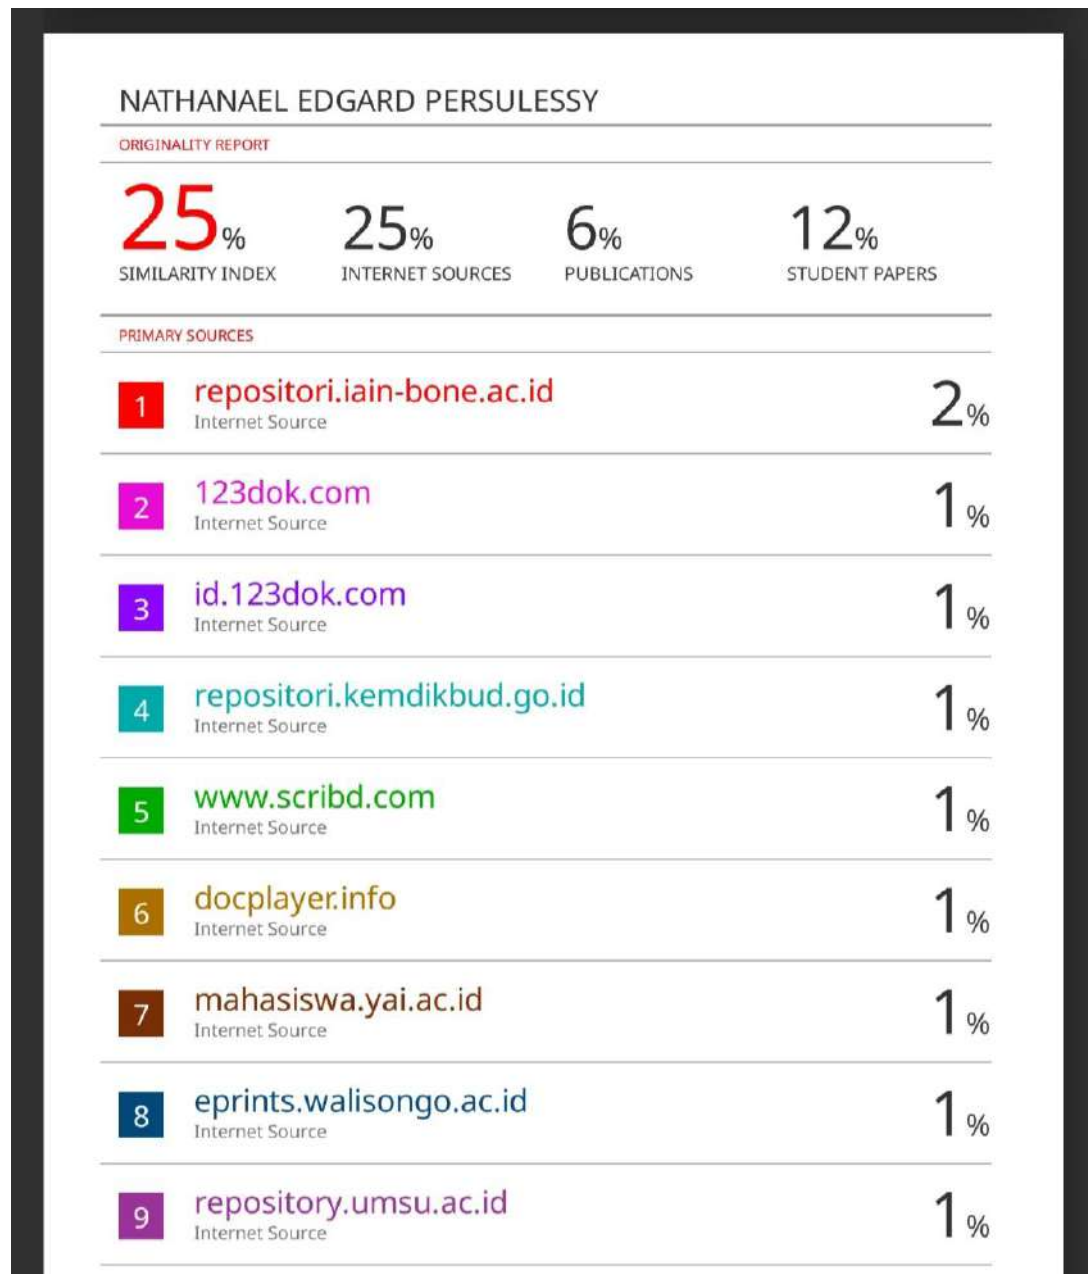 NATHANAEL EDGARD PERSULESSY
ORIGINALITY REPORT
25% 25% 6% 12%
SIMILARITY INDEX INTERNET SOURCES PUBLICATIONS STUDENT PAPERS
PRIMARY SOURCES
1 repositori.iain-bone.ac.id 2%
Internet Source
2 123dok.com 1%
Internet Source
3 id.123dok.com 1%
Internet Source
4 repositori.kemdikbud.go.id 1%
Internet Source
5 www.scribd.com 1%
Internet Source
6 docplayer.info 1%
Internet Source
7 mahasiswa.yai.ac.id 1%
Internet Source
8 eprints.walisongo.ac.id 1%
Internet Source
9 repository.umsu.ac.id 1%
Internet Source